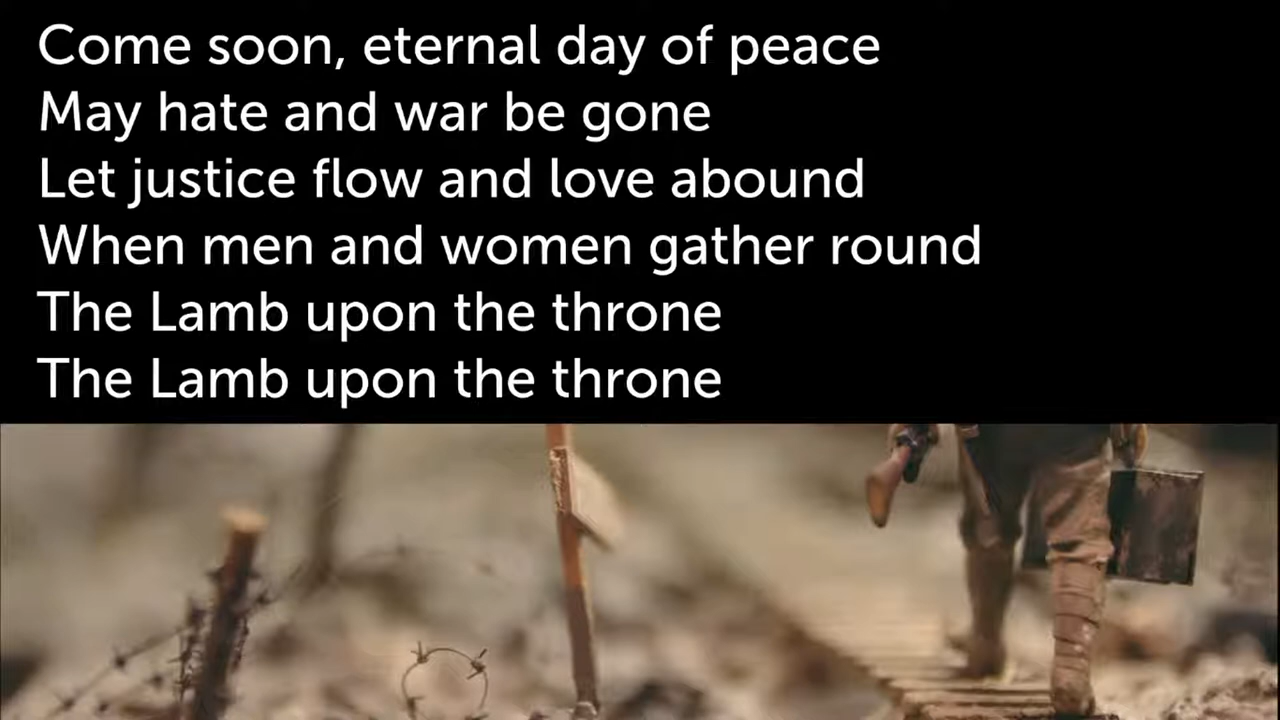 Come soon, eternal day of peace
May hate and war be gone
Let justice flow and love abound
When men and women gather round
The Lamb upon the throne
The Lamb upon the throne